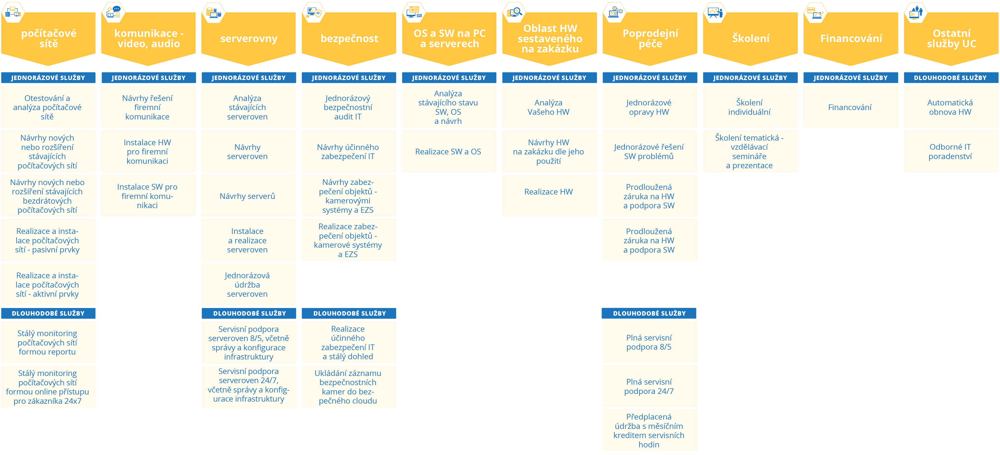 počítačové
sítě
JEDNORÁZOVÉ SLUŽBY
Otestování a
analýza počítačové
sítě
Návrhy nových
nebo rozšíření
stávajících
počítačových sítí
Návrhy nových nebo
rozšíření stávajících
bezdrátových
počítačových sítí
Realizace a insta-
lace počítačových
sítí - pasivní prvky
Realizace a insta-
lace počítačových
sítí - aktivní prvky
DLOUHODOBÉ SLUŽBY
Stálý monitoring
počítačových sítí
formou reportu
Stálý monitoring
počítačových sítí
formou online přístupu
pro zákazníka 24x7
komunikace -
video, audio
JEDNORÁZOVÉ SLUŽBY
Návrhy řešení
firemní
komunikace
Instalace HW
pro firemní
komunikaci
Instalace SW pro
firemní komu-
nikaci
serverovny
JEDNORÁZOVÉ SLUŽBY
Analýza
stávajících
serveroven
Návrhy
serveroven
Návrhy serverů
Instalace
a realizace
serveroven
Jednorázová
údržba
serveroven
DLOUHODOBÉ SLUŽBY
Servisní podpora
serveroven 8/5, včetně
správy a konfigurace
infrastruktury
Servisní podpora
serveroven 24/7,
včetně správy a konfig-
urace infrastruktury
bezpečnost
JEDNORÁZOVÉ SLUŽBY
Jednorázový
bezpečnostní
audit IT
Návrhy účinného
zabezpečení IT
Návrhy zabez-
pečení objektů -
kamerovými
systémy a EZS
Realizace zabez-
pečení objektů -
kamerové systémy
a EZS
DLOUHODOBÉ SLUŽBY
Realizace
účinného
zabezpečení IT
a stálý dohled
Ukládání záznamu
bezpečnostních
kamer do bez-
pečného cloudu
OS a SW na PC
a serverech
JEDNORÁZOVÉ SLUŽBY
Analýza
stávajícího stavu
SW, OS
a návrh
Realizace SW a OS
Oblast HW
sestaveného
na zakázku
JEDNORÁZOVÉ SLUŽBY
Analýza
Vašeho HW
Návrhy HW
na zakázku dle jeho
použití
Realizace HW
Poprodejní
péče
JEDNORÁZOVÉ SLUŽBY
Jednorázové
opravy HW
Jednorázové řešení
SW problémů
Prodloužená
záruka na HW
a podpora SW
Prodloužená
záruka na HW
a podpora SW
DLOUHODOBÉ SLUŽBY
Plná servisní
podpora 8/5
Plná servisní
podpora 24/7
Předplacená
údržba s měsíčním
kreditem servisních
hodin
Školení
JEDNORÁZOVÉ SLUŽBY
Školení
individuální
Školení tematická -
vzdělávací
semináře
a prezentace
Financování
JEDNORÁZOVÉ SLUŽBY
Financování
Ostatní
služby UC
DLOUHODOBÉ SLUŽBY
Automatická
obnova HW
Odborné IT
poradenství